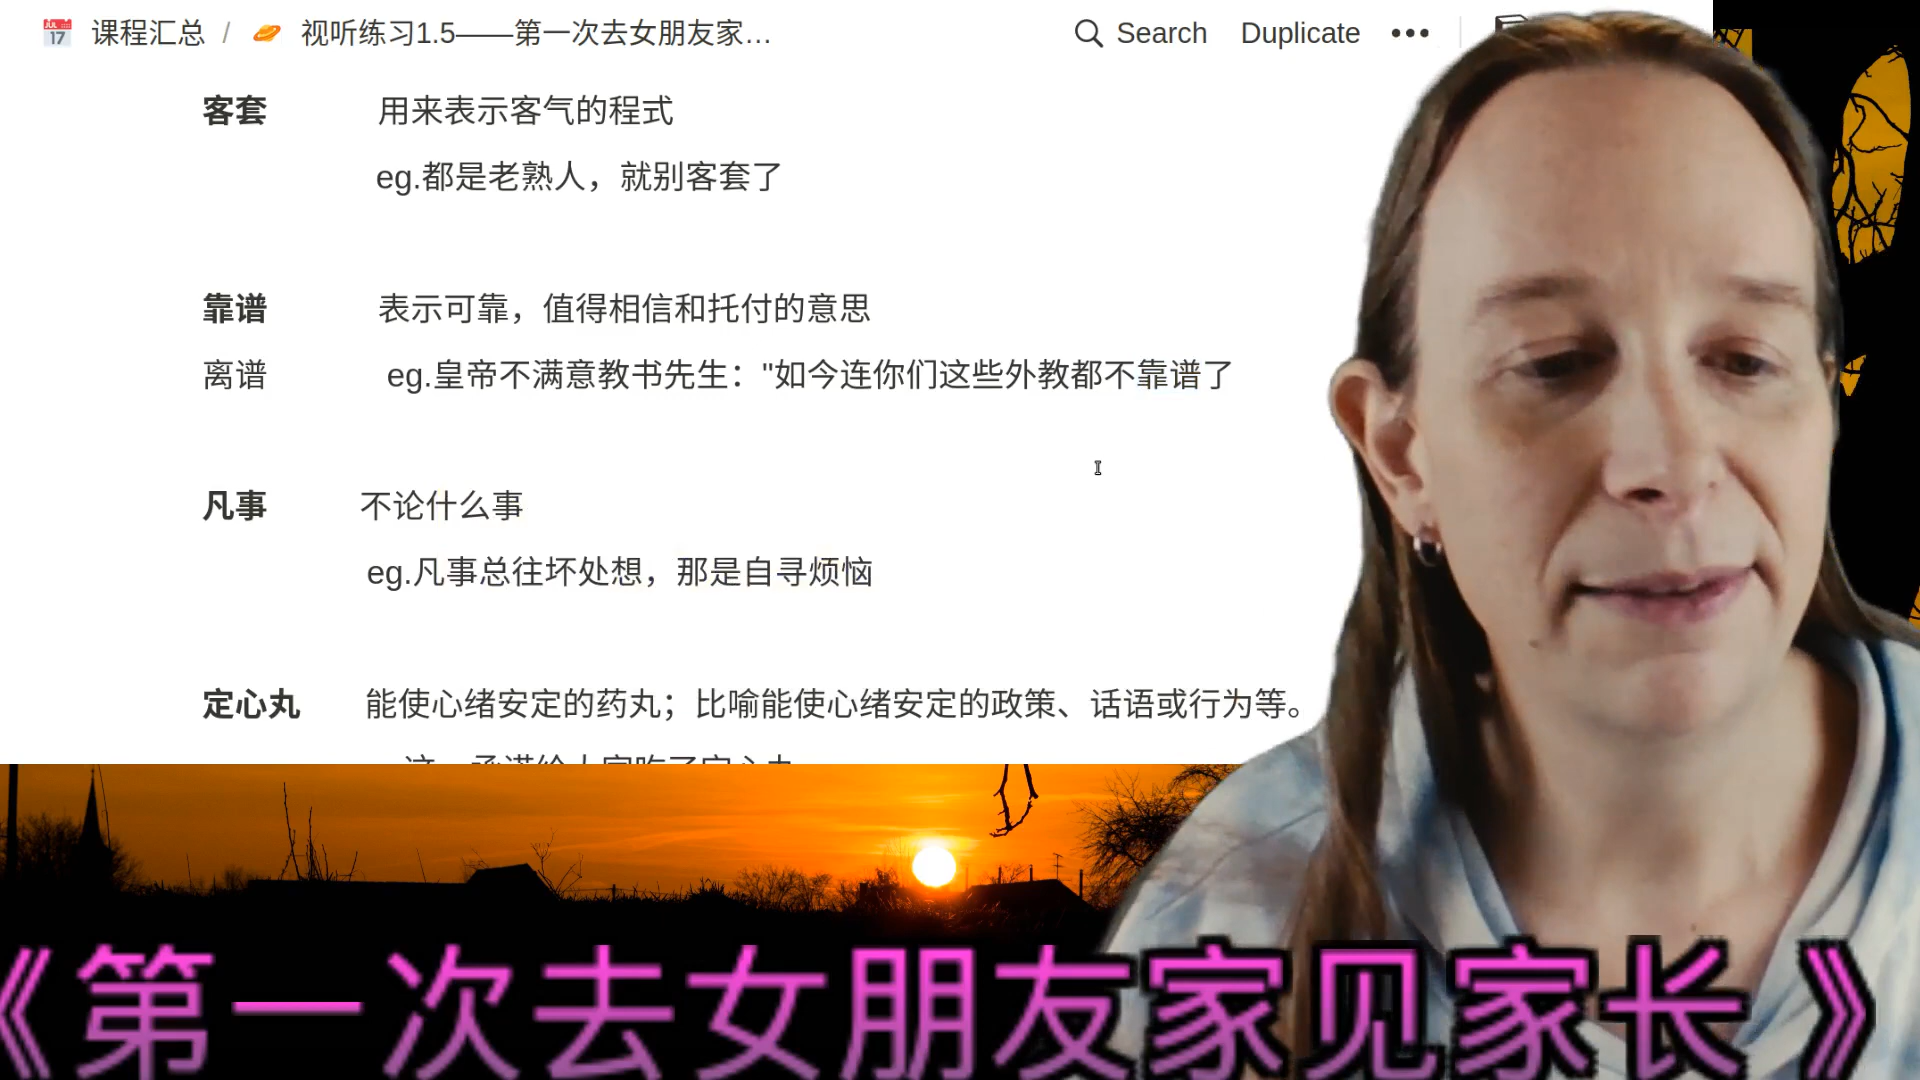 JUL 17 课程汇总 / 视听练习1.5——第一次去女朋友家… Search Duplicate •••
客套 用来表示客气的程式
eg.都是老熟人，就别客套了
靠谱 表示可靠，值得相信和托付的意思
离谱 eg.皇帝不满意教书先生："如今连你们这些外教都不靠谱了
凡事 不论什么事
eg.凡事总往坏处想，那是自寻烦恼
定心丸 能使心绪安定的药丸；比喻能使心绪安定的政策、话语或行为等。
《第一次去女朋友家见家长》